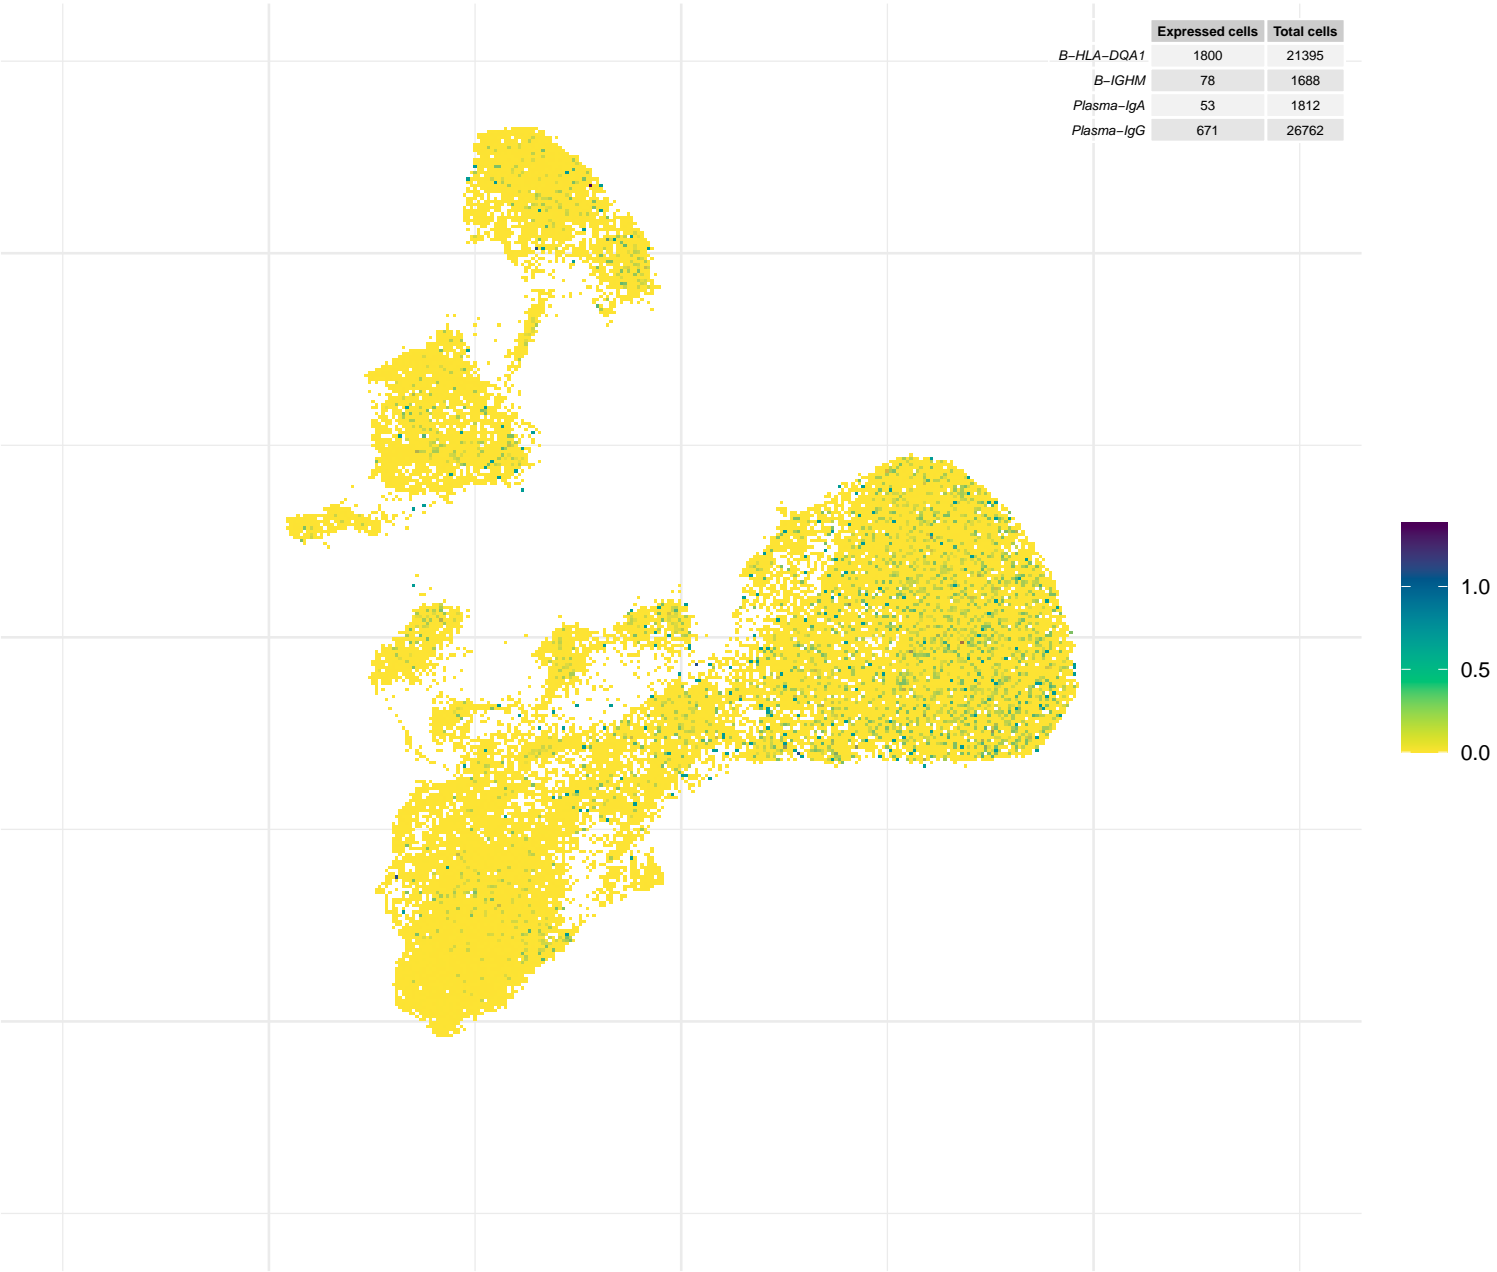 Expressed cells Total cells
B−HLA−DQA1 1800 21395
B−IGHM 78 1688
Plasma−IgA 53 1812
Plasma−IgG 671 26762
1.0
0.5
0.0